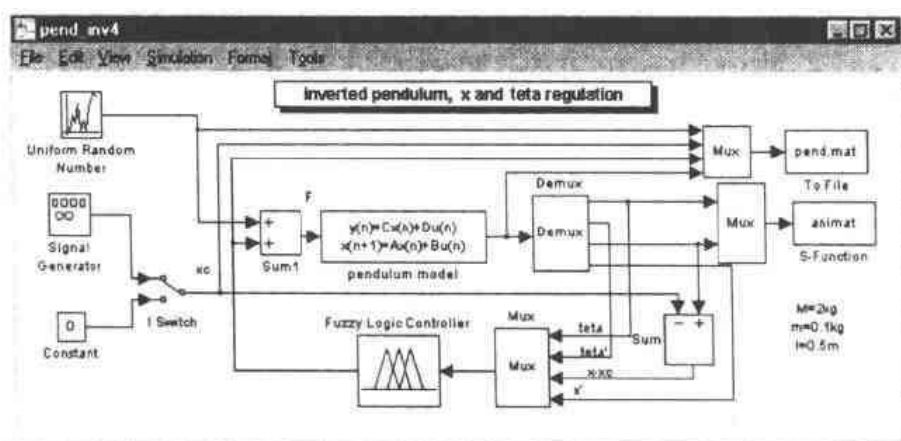 pend_inv4
File Edit View Simulation Format Tools
inverted pendulum, x and teta regulation
Uniform Random
Number
Signal
Generator
0
Constant
xc
I Switch
F
+
+
Sum1
y(n)=Cx(n)+Du(n)
x(n+1)=Ax(n)+Bu(n)
pendulum model
Demux
Demux
Mux
pend.mat
To File
Mux
animat
S-Function
M=2kg
m=0.1kg
l=0.5m
- +
Sum
Fuzzy Logic Controller
Mux
Mux
teta
teta'
x-xc
x'